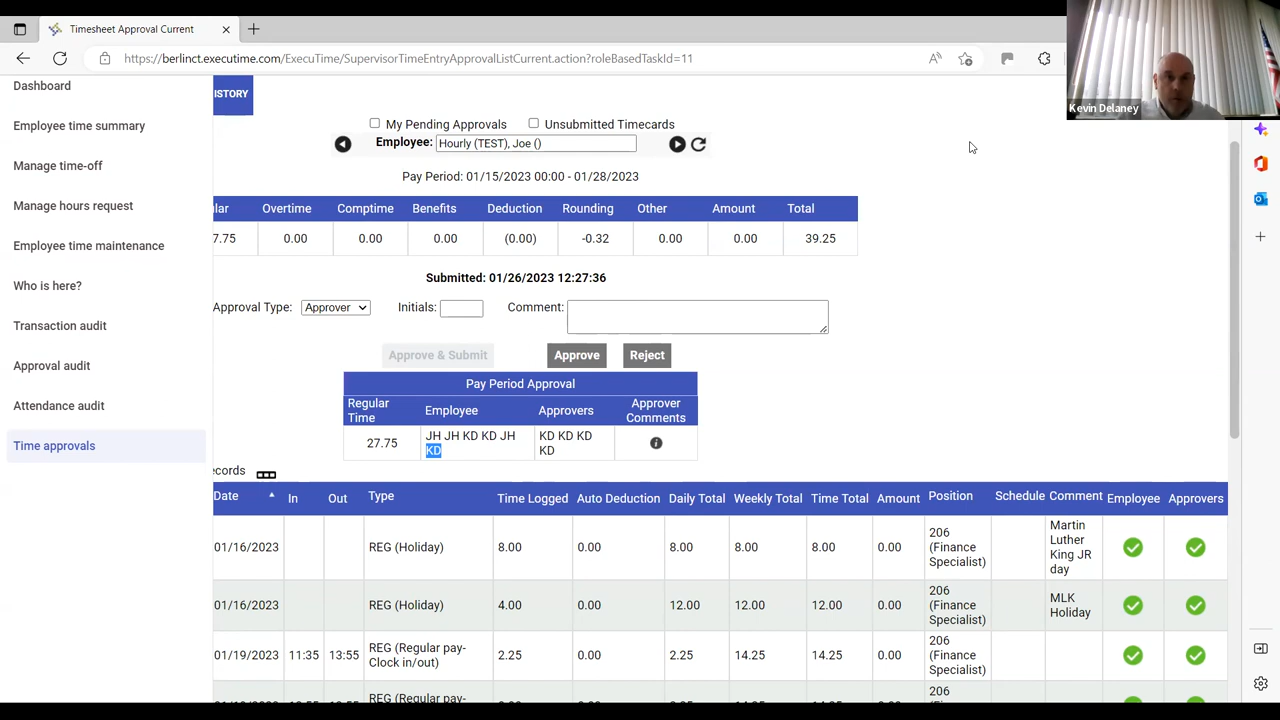 Timesheet Approval Current
https://berlinct.executime.com/ExecuTime/SupervisorTimeEntryApprovalListCurrent.action?roleBasedTaskId=11
Kevin Delaney
Dashboard
Employee time summary
Manage time-off
Manage hours request
Employee time maintenance
Who is here?
Transaction audit
Approval audit
Attendance audit
Time approvals
ISTORY
My Pending Approvals Unsubmitted Timecards
Employee: Hourly (TEST), Joe ()
Pay Period: 01/15/2023 00:00 - 01/28/2023
lar Overtime Comptime Benefits Deduction Rounding Other Amount Total
7.75 0.00 0.00 0.00 (0.00) -0.32 0.00 0.00 39.25
Submitted: 01/26/2023 12:27:36
Approval Type: Approver Initials: Comment:
Approve & Submit Approve Reject
Pay Period Approval
Regular Time Employee Approvers Approver Comments
27.75 JH JH KD KD JH KD KD KD KD KD
ecords
Date In Out Type Time Logged Auto Deduction Daily Total Weekly Total Time Total Amount Position Schedule Comment Employee Approvers
01/16/2023 REG (Holiday) 8.00 0.00 8.00 8.00 8.00 0.00 206 (Finance Specialist) Martin Luther King JR day
01/16/2023 REG (Holiday) 4.00 0.00 12.00 12.00 12.00 0.00 206 (Finance Specialist) MLK Holiday
01/19/2023 11:35 13:55 REG (Regular pay-Clock in/out) 2.25 0.00 2.25 14.25 14.25 0.00 206 (Finance Specialist)
REG (Regular pay- 206